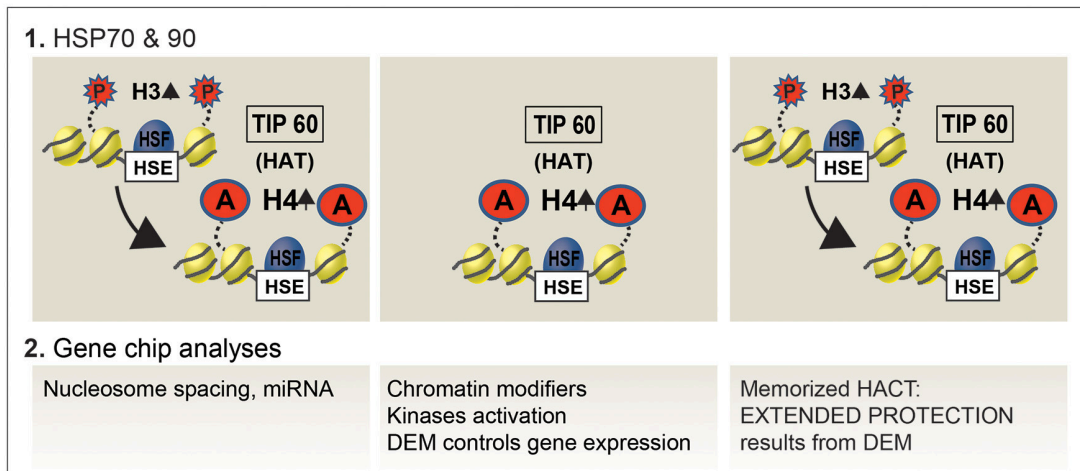 1. HSP70 & 90
P H3▲ P
TIP 60
(HAT)
HSF
HSE
A H4▲ A
HSF
HSE
TIP 60
(HAT)
A H4▲ A
HSF
HSE
P H3▲ P
TIP 60
(HAT)
HSF
HSE
A H4▲ A
HSF
HSE
2. Gene chip analyses
Nucleosome spacing, miRNA
Chromatin modifiers
Kinases activation
DEM controls gene expression
Memorized HACT:
EXTENDED PROTECTION
results from DEM